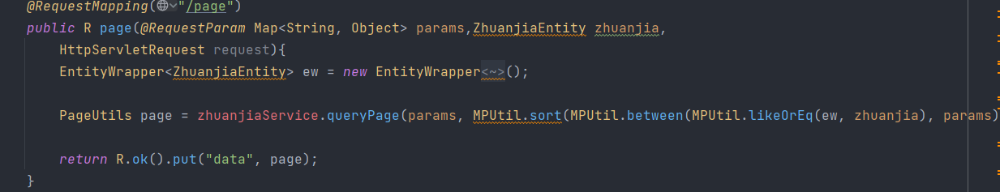 @RequestMapping("/page")
public R page(@RequestParam Map<String, Object> params,ZhuanjiaEntity zhuanjia,
HttpServletRequest request){
EntityWrapper<ZhuanjiaEntity> ew = new EntityWrapper<~>();
PageUtils page = zhuanjiaService.queryPage(params, MPUtil.sort(MPUtil.between(MPUtil.likeOrEq(ew, zhuanjia), params)
return R.ok().put("data", page);
}